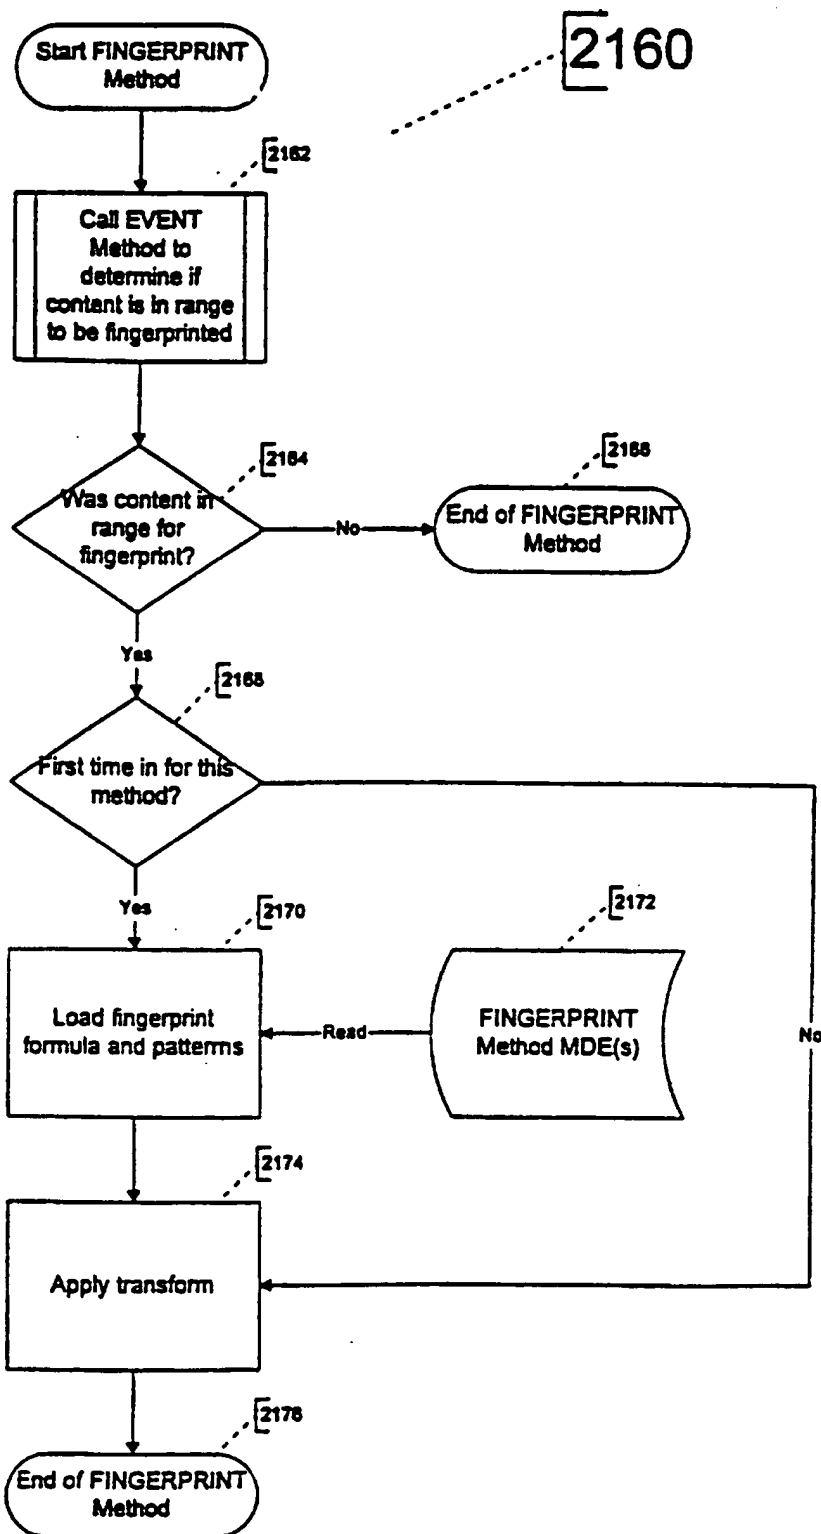 Start FINGERPRINT
Method
2160
2162
Call EVENT
Method to
determine if
content is in range
to be fingerprinted
2164
Was content in
range for
fingerprint?
No
2166
End of FINGERPRINT
Method
Yes
2168
First time in for this
method?
Yes
2170
2172
Load fingerprint
formula and patterns
Read
FINGERPRINT
Method MDE(s)
No
2174
Apply transform
2176
End of FINGERPRINT
Method